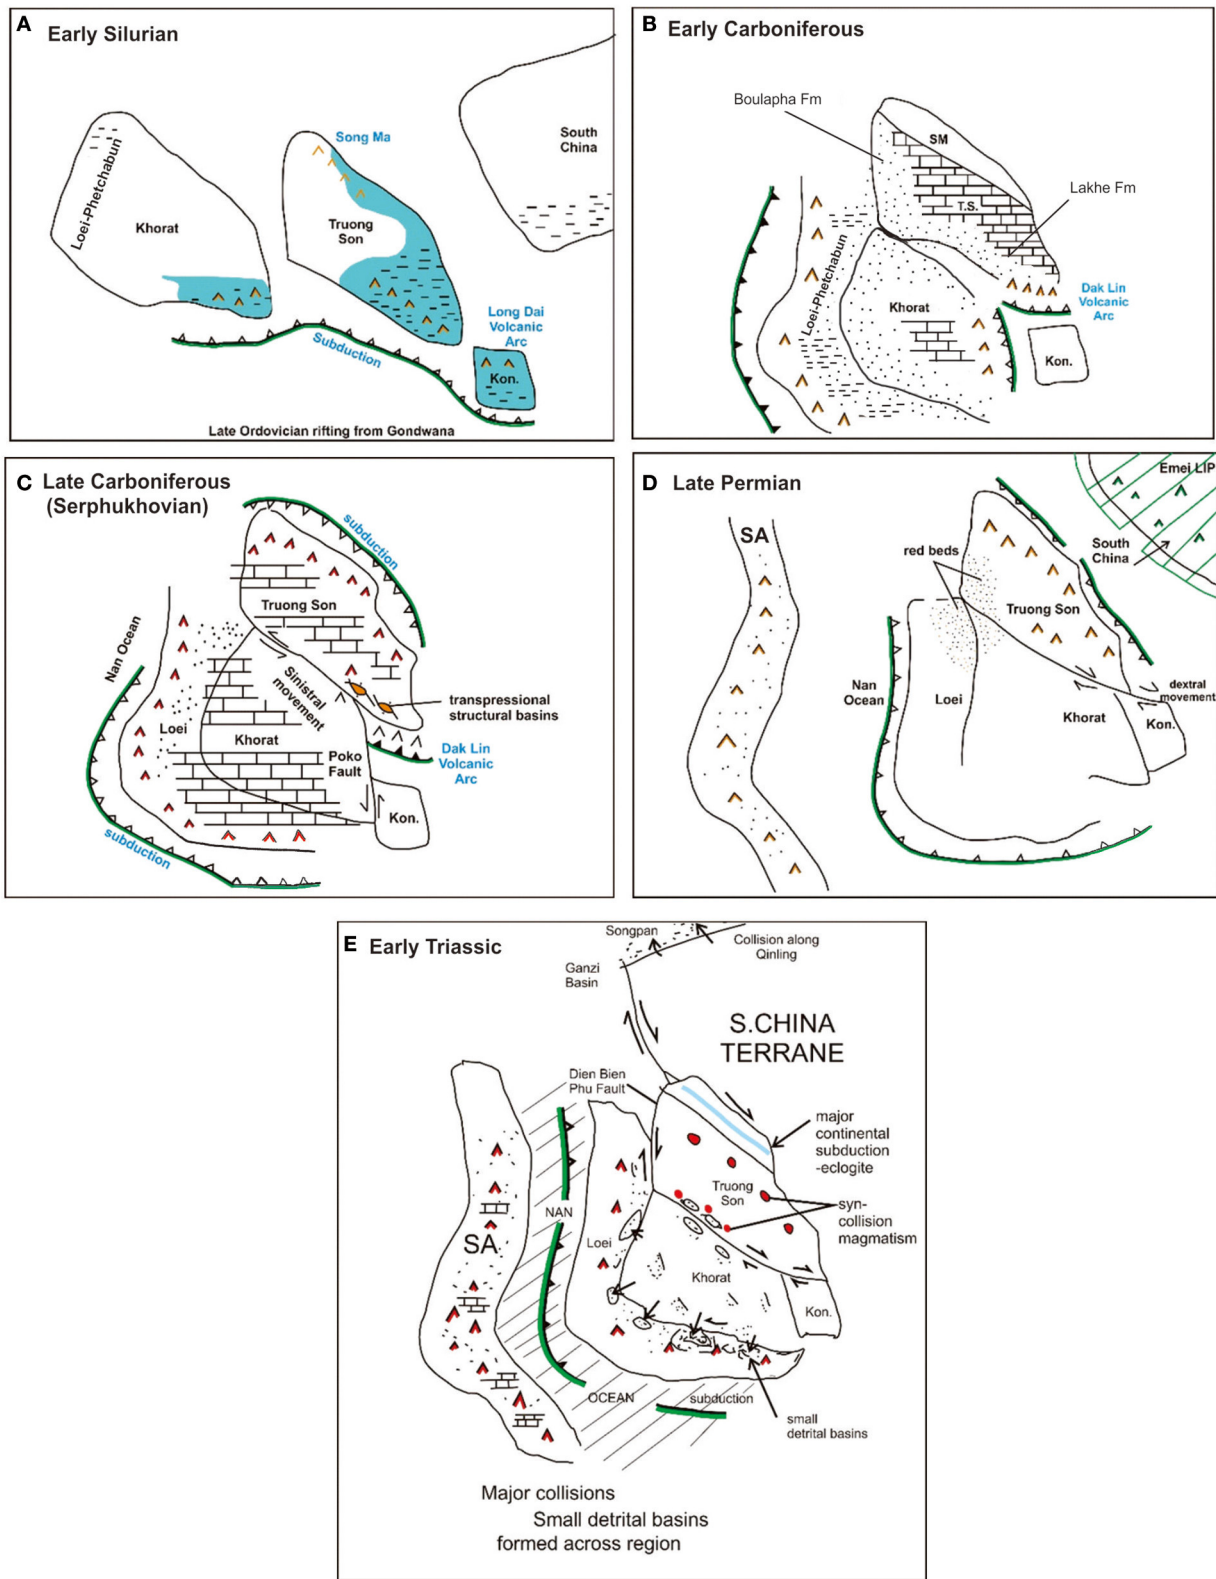 A Early Silurian
Song Ma
South
China
Loei-Phetchabun
Khorat
Truong
Son
Long Dai
Volcanic
Arc
Subduction
Kon.
Late Ordovician rifting from Gondwana
B Early Carboniferous
Boulapha Fm
SM
Lakhe Fm
T.S.
Loei-Phetchabun
Khorat
Dak Lin
Volcanic
Arc
Kon.
C Late Carboniferous
(Serphukhovian)
subduction
Truong Son
Nan Ocean
Sinistral
movement
transpressional
structural basins
Loei
Khorat
Poko
Fault
Dak Lin
Volcanic
Arc
Kon.
subduction
D Late Permian
Emei LIP
SA
red beds
South
China
Truong Son
Nan
Ocean
Loei
Khorat
dextral
movement
Kon.
E Early Triassic
Songpan
Collision along
Qinling
Ganzi
Basin
S.CHINA
TERRANE
Dien Bien
Phu Fault
major
continental
subduction
-eclogite
Truong
Son
syn-
collision
magmatism
NAN
SA
Loei
Khorat
Kon.
OCEAN
subduction
small
detrital basins
Major collisions
Small detrital basins
formed across region